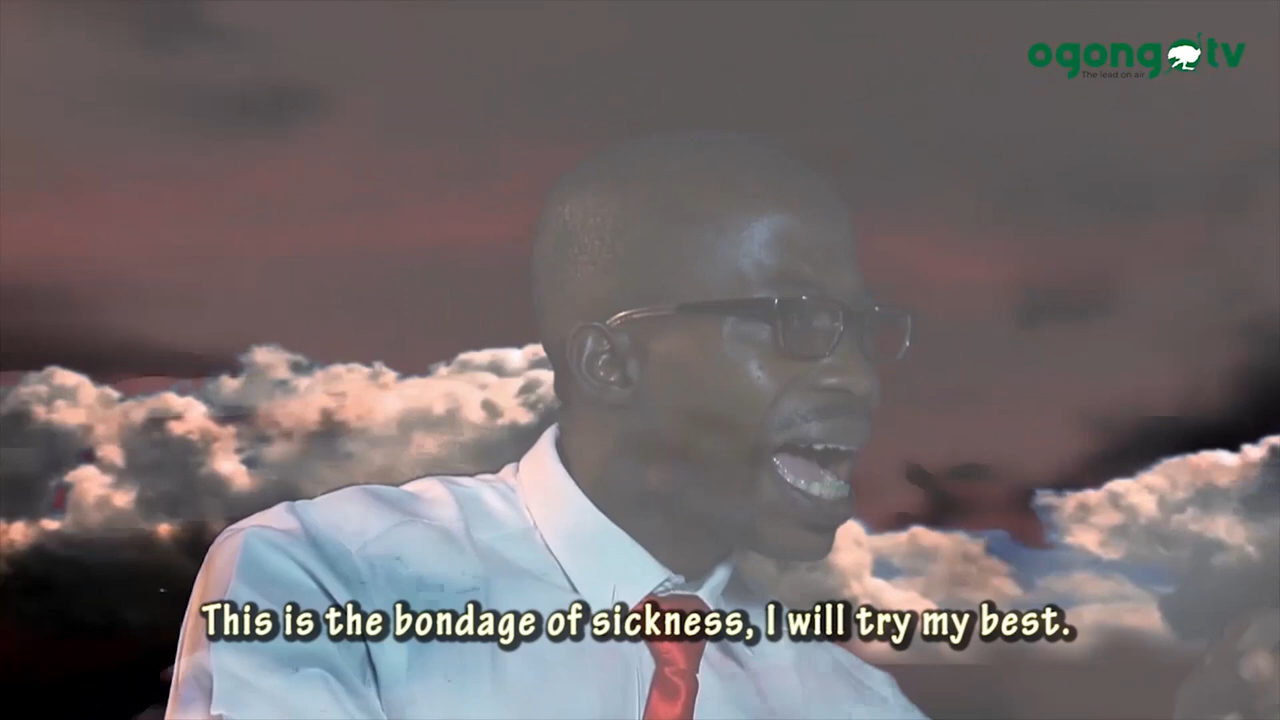 ogongo tv
The lead on air
This is the bondage of sickness, I will try my best.